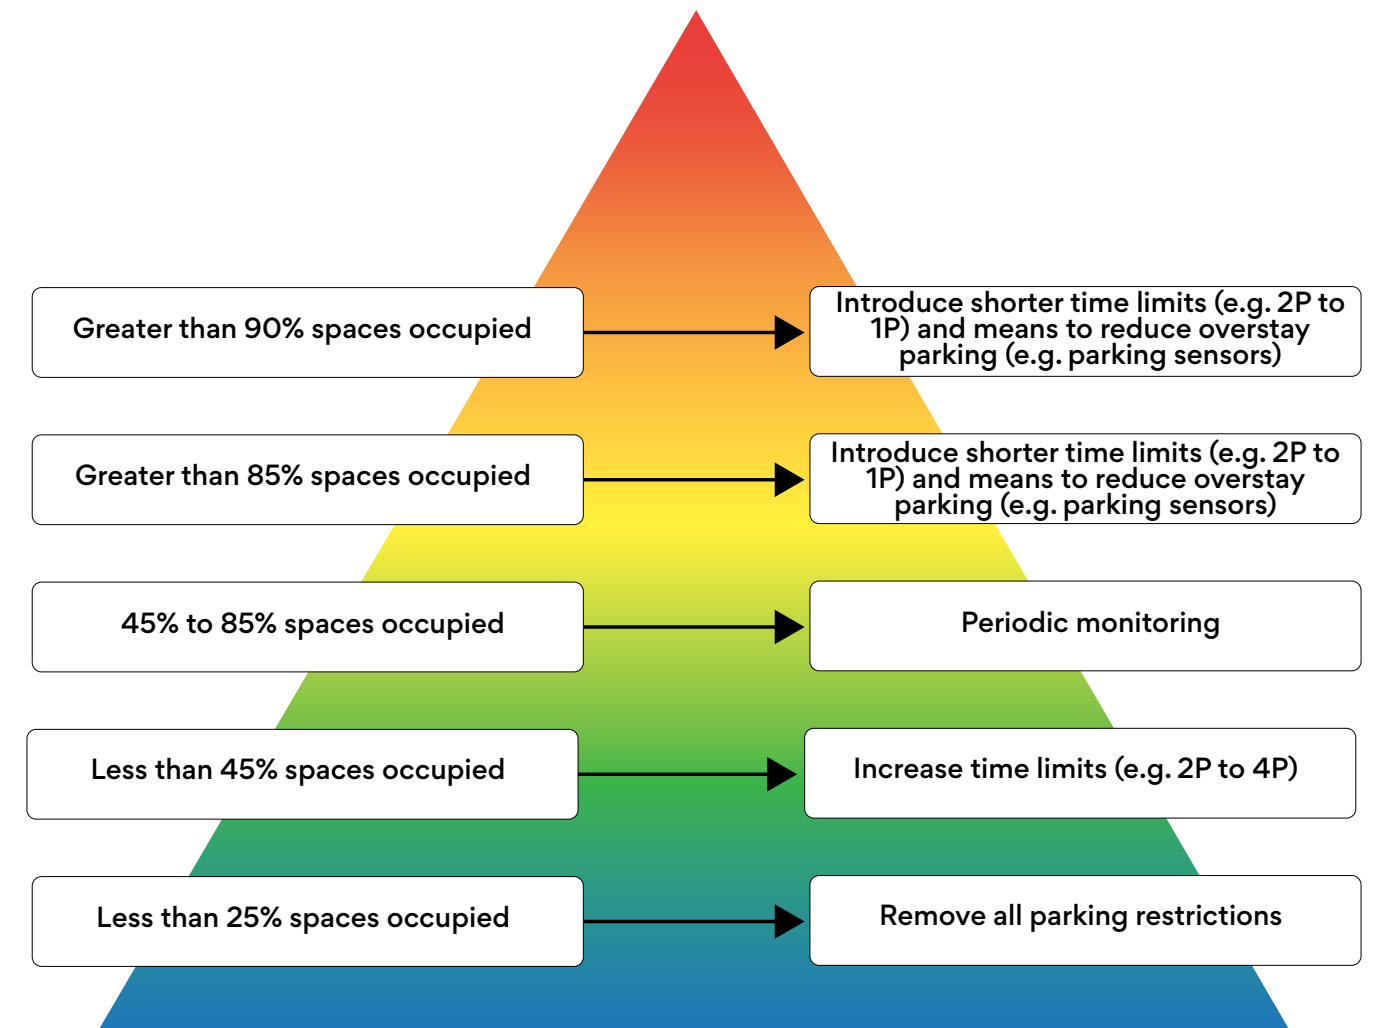 Greater than 90% spaces occupied
Introduce shorter time limits (e.g. 2P to
1P) and means to reduce overstay
parking (e.g. parking sensors)
Greater than 85% spaces occupied
Introduce shorter time limits (e.g. 2P to
1P) and means to reduce overstay
parking (e.g. parking sensors)
45% to 85% spaces occupied
Periodic monitoring
Less than 45% spaces occupied
Increase time limits (e.g. 2P to 4P)
Less than 25% spaces occupied
Remove all parking restrictions